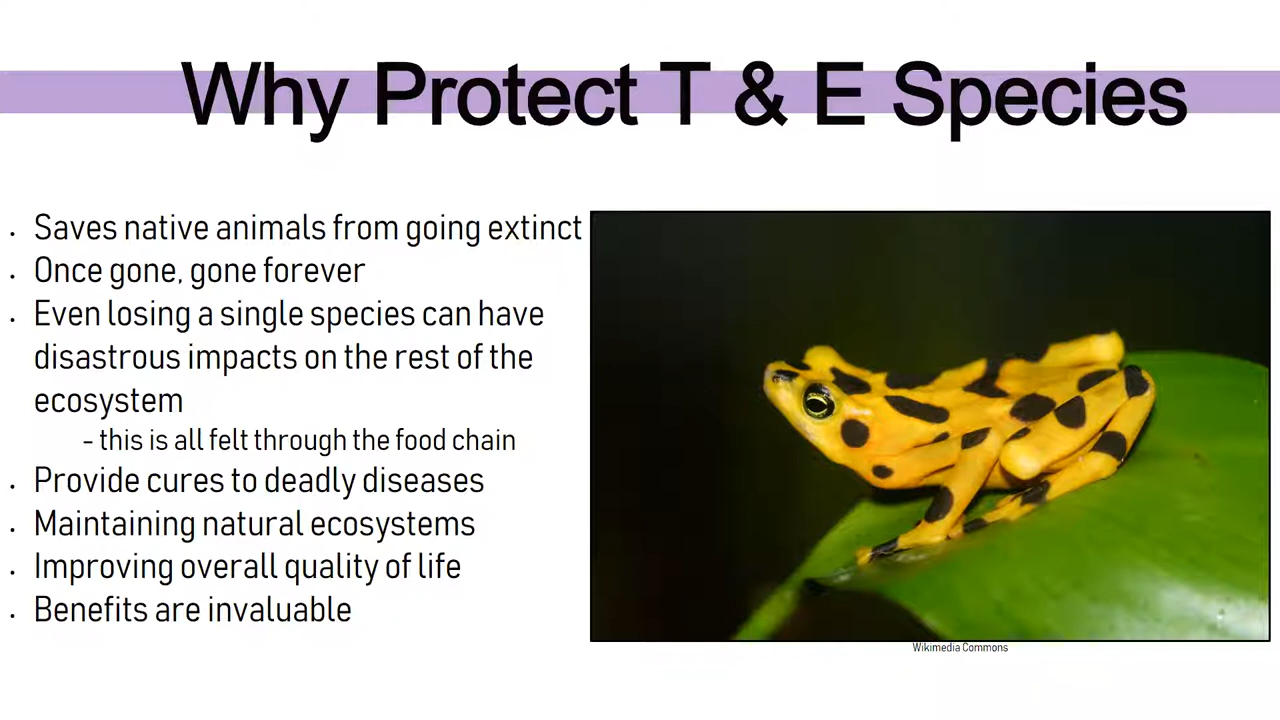 Why Protect T & E Species
• Saves native animals from going extinct
• Once gone, gone forever
• Even losing a single species can have
disastrous impacts on the rest of the
ecosystem
- this is all felt through the food chain
• Provide cures to deadly diseases
• Maintaining natural ecosystems
• Improving overall quality of life
• Benefits are invaluable
Wikimedia Commons